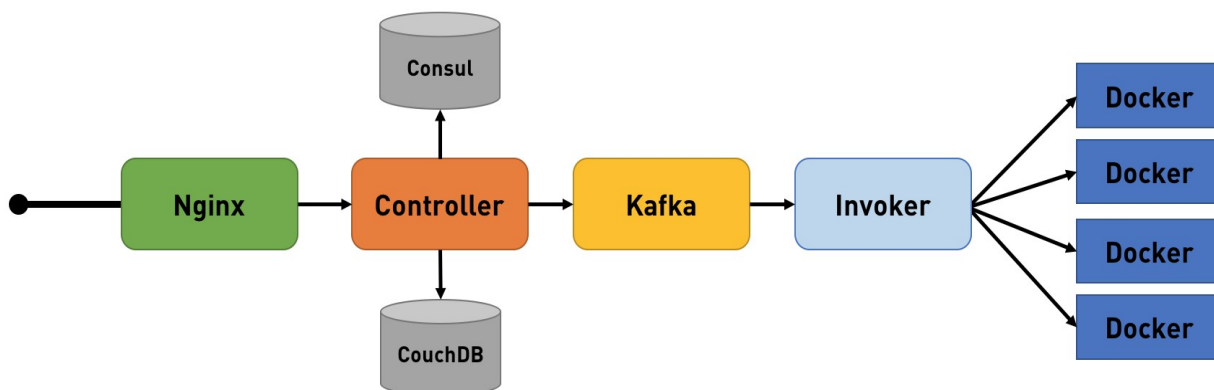 Consul
Nginx
Controller
Kafka
Invoker
CouchDB
Docker
Docker
Docker
Docker